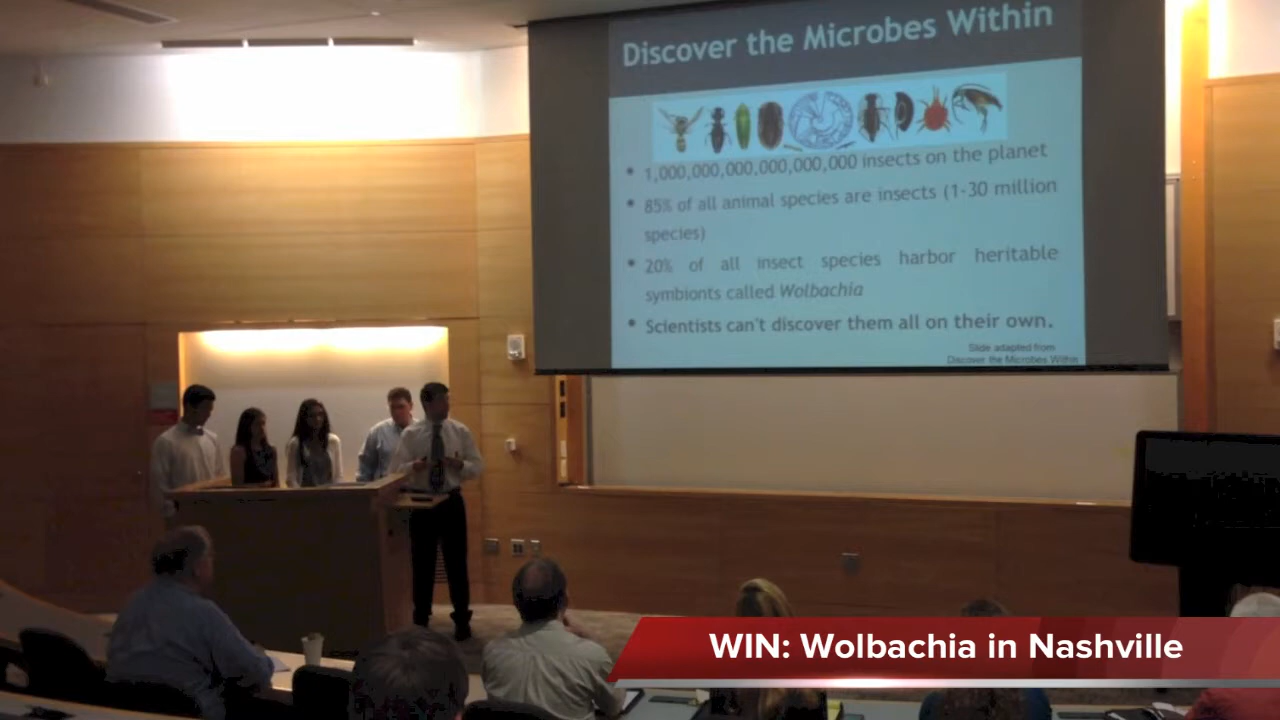 Discover the Microbes Within
• 1,000,000,000,000,000,000 insects on the planet
• 85% of all animal species are insects (1-30 million
species)
• 20% of all insect species harbor heritable
symbionts called Wolbachia
• Scientists can't discover them all on their own.
Slide adapted from
Discover the Microbes Within
WIN: Wolbachia in Nashville